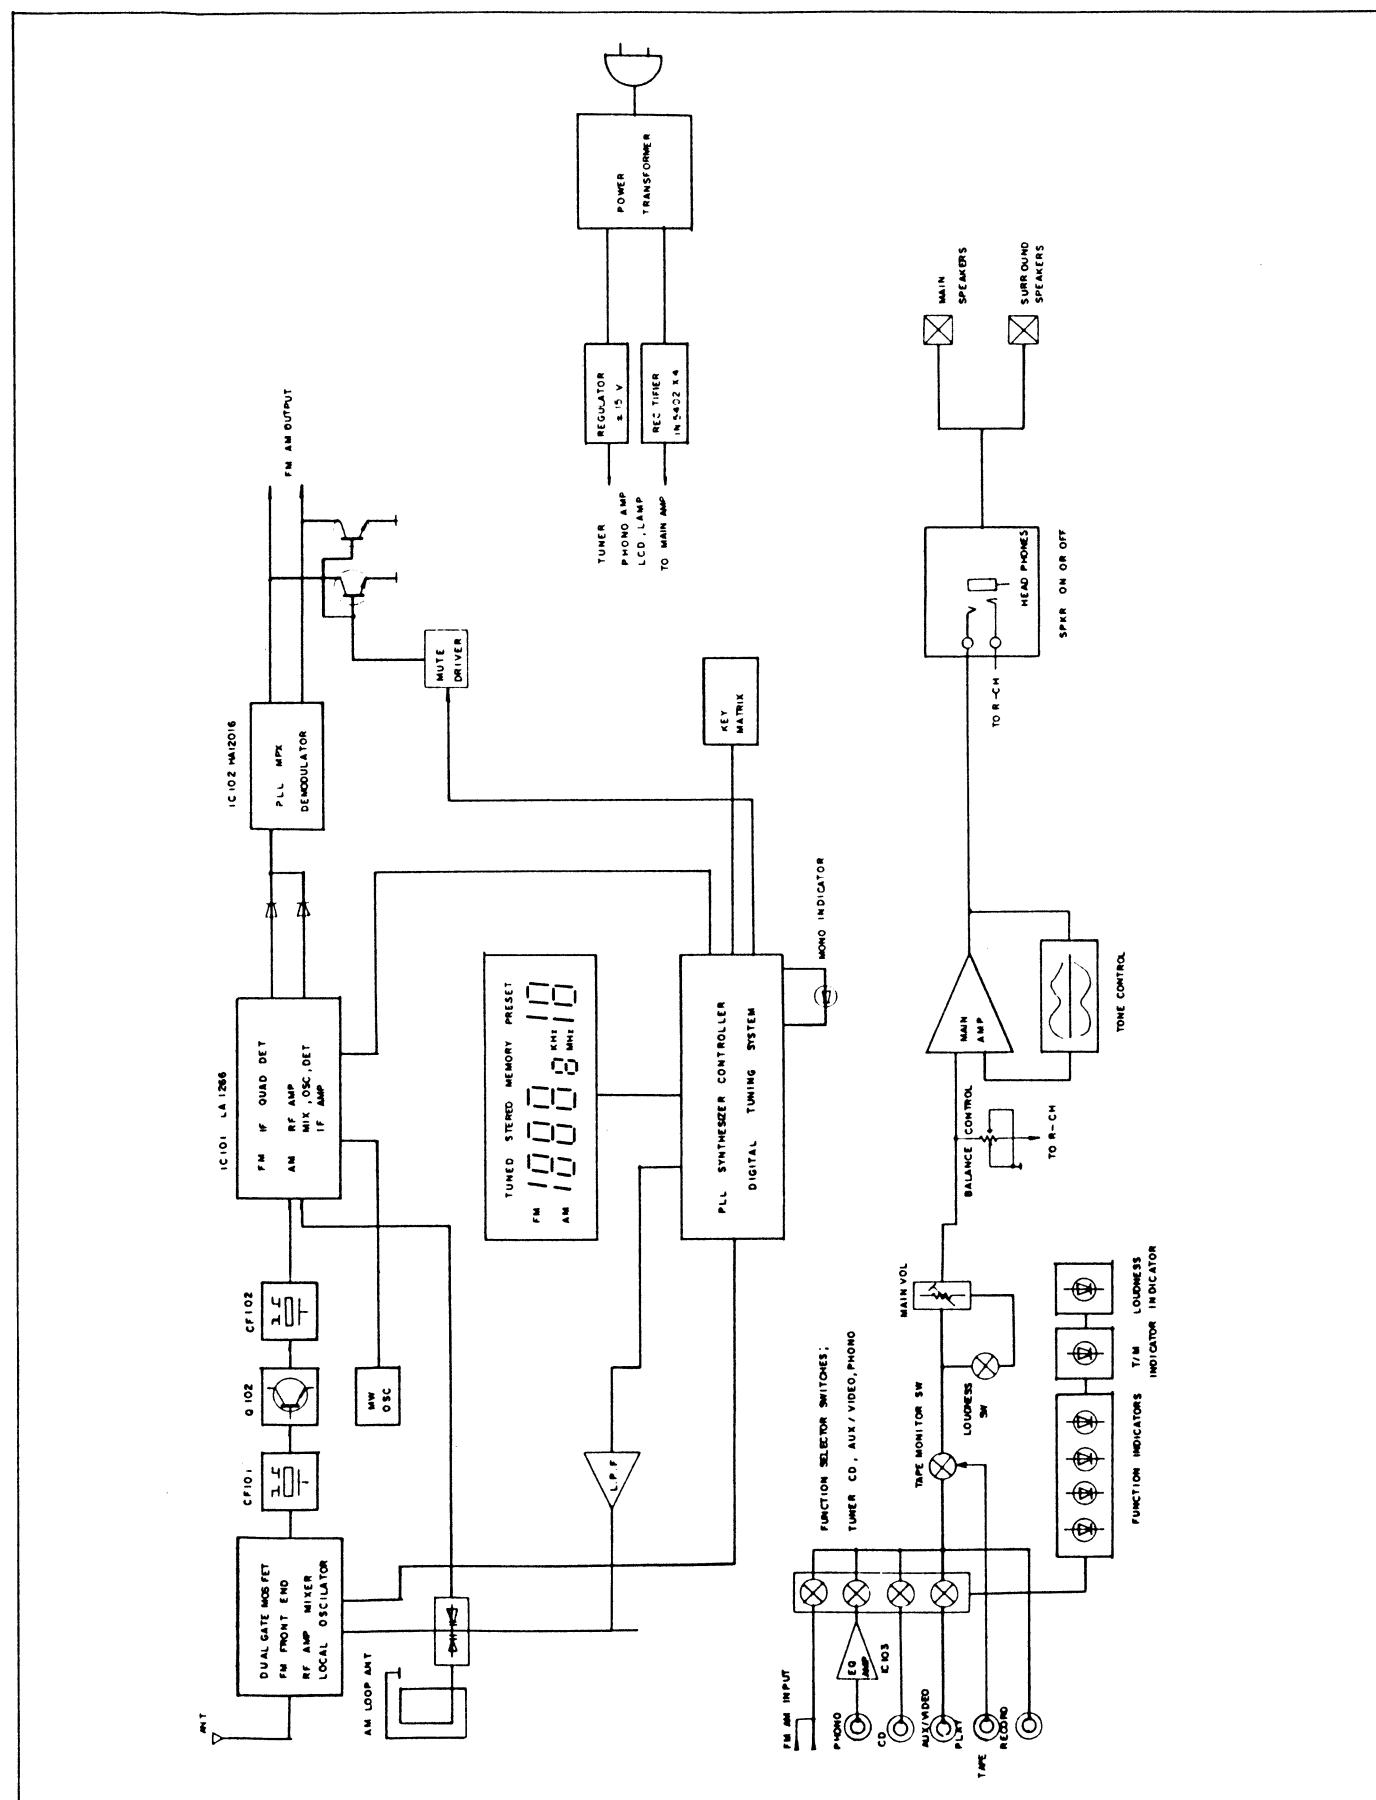 ANT
DUAL GATE MOSFET
FM FRONT END
RF AMP MIXER
LOCAL OSCILATOR
CF101
Q102
CF102
IC101 LA1266
FM IF QUAD DET
AM RF AMP
MIX, OSC, DET
IF AMP
IC102 HA12016
PLL MPX
DEMODULATOR
FM AM OUTPUT
AM LOOP ANT
MW
OSC
MUTE
DRIVER
L.P.F
TUNED STEREO MEMORY PRESET
FM
AM
KHz
MHz
PLL SYNTHESIZER CONTROLLER
DIGITAL TUNING SYSTEM
KEY
MATRIX
MONO INDICATOR
TUNER
PHONO AMP
LCD, LAMP
TO MAIN AMP
REGULATOR
± 15 V
RECTIFIER
IN 5402 X 4
POWER
TRANSFORMER
FM AM INPUT
PHONO
CD
AUX/VIDEO
PLAY
TAPE
RECORD
EQ
AMP
IC103
FUNCTION SELECTOR SWITCHES;
TUNER CD, AUX/VIDEO, PHONO
TAPE MONITOR SW
LOUDNESS
SW
MAIN VOL
BALANCE CONTROL
TO R-CH
MAIN
AMP
TONE CONTROL
TO R-CH
HEADPHONES
SPKR ON OR OFF
MAIN
SPEAKERS
SURROUND
SPEAKERS
FUNCTION INDICATORS
T/M
INDICATOR
LOUDNESS
INDICATOR